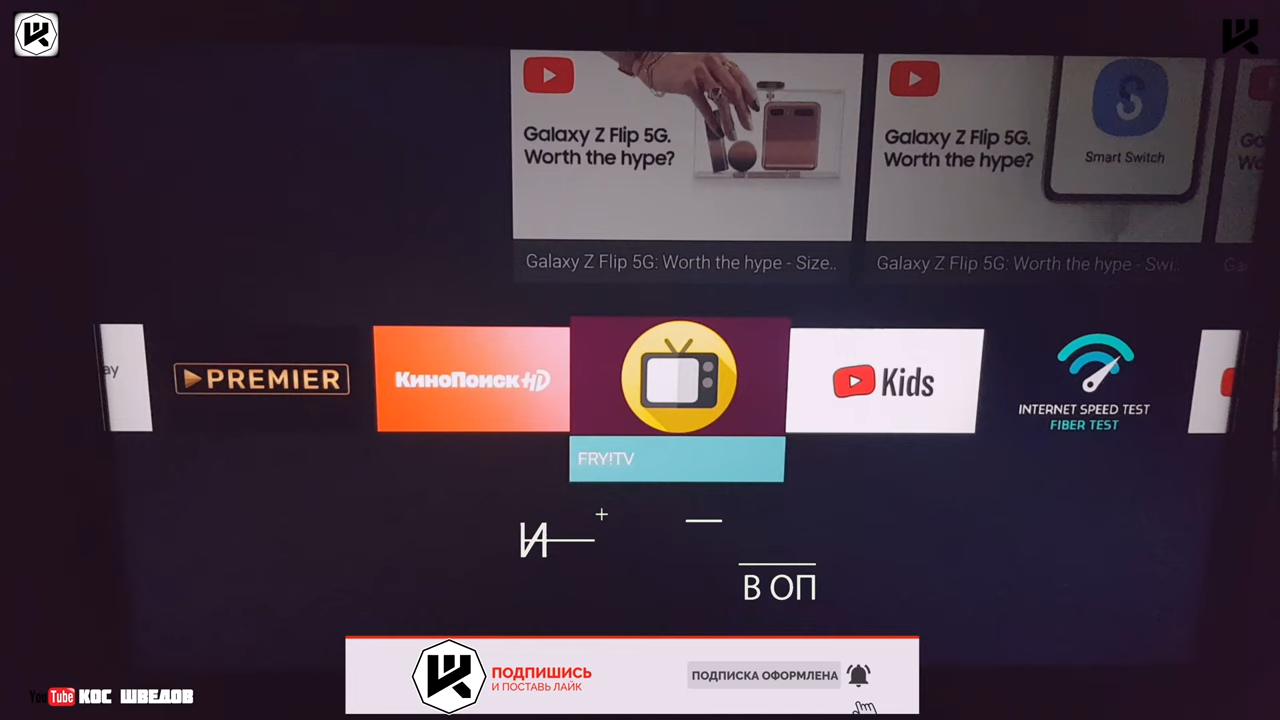 Galaxy Z Flip 5G.
Worth the hype?
Galaxy Z Flip 5G.
Worth the hype?
Smart Switch
Galaxy Z Flip 5G: Worth the hype - Size..
Galaxy Z Flip 5G: Worth the hype - Swi..
ay
PREMIER
КиноПоиск HD
Kids
INTERNET SPEED TEST
FIBER TEST
FRY!TV
И
В ОП
ПОДПИШИСЬ
И ПОСТАВЬ ЛАЙК
ПОДПИСКА ОФОРМЛЕНА
YouTube КОС ШВЕДОВ